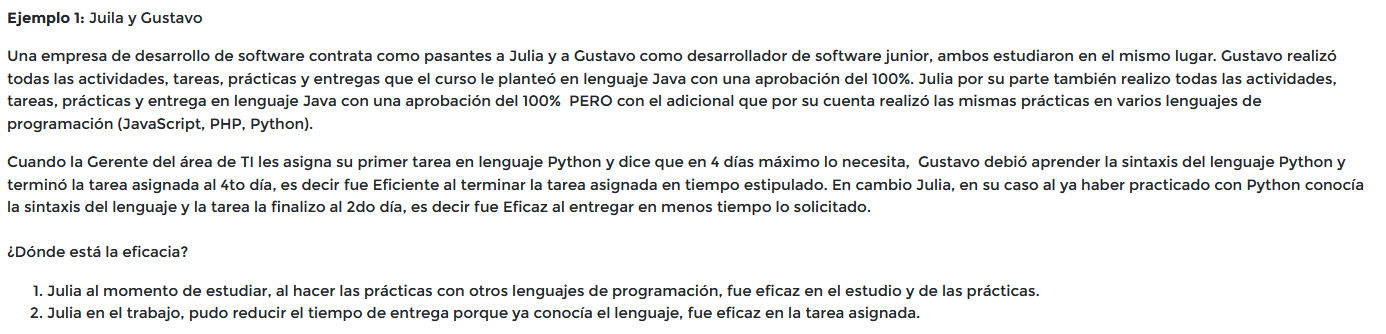 Ejemplo 1: Juila y Gustavo
Una empresa de desarrollo de software contrata como pasantes a Julia y a Gustavo como desarrollador de software junior, ambos estudiaron en el mismo lugar. Gustavo realizó
todas las actividades, tareas, prácticas y entregas que el curso le planteó en lenguaje Java con una aprobación del 100%. Julia por su parte también realizo todas las actividades,
tareas, prácticas y entrega en lenguaje Java con una aprobación del 100% PERO con el adicional que por su cuenta realizó las mismas prácticas en varios lenguajes de
programación (JavaScript, PHP, Python).
Cuando la Gerente del área de TI les asigna su primer tarea en lenguaje Python y dice que en 4 días máximo lo necesita, Gustavo debió aprender la sintaxis del lenguaje Python y
terminó la tarea asignada al 4to día, es decir fue Eficiente al terminar la tarea asignada en tiempo estipulado. En cambio Julia, en su caso al ya haber practicado con Python conocía
la sintaxis del lenguaje y la tarea la finalizo al 2do día, es decir fue Eficaz al entregar en menos tiempo lo solicitado.
¿Dónde está la eficacia?
1. Julia al momento de estudiar, al hacer las prácticas con otros lenguajes de programación, fue eficaz en el estudio y de las prácticas.
2. Julia en el trabajo, pudo reducir el tiempo de entrega porque ya conocía el lenguaje, fue eficaz en la tarea asignada.